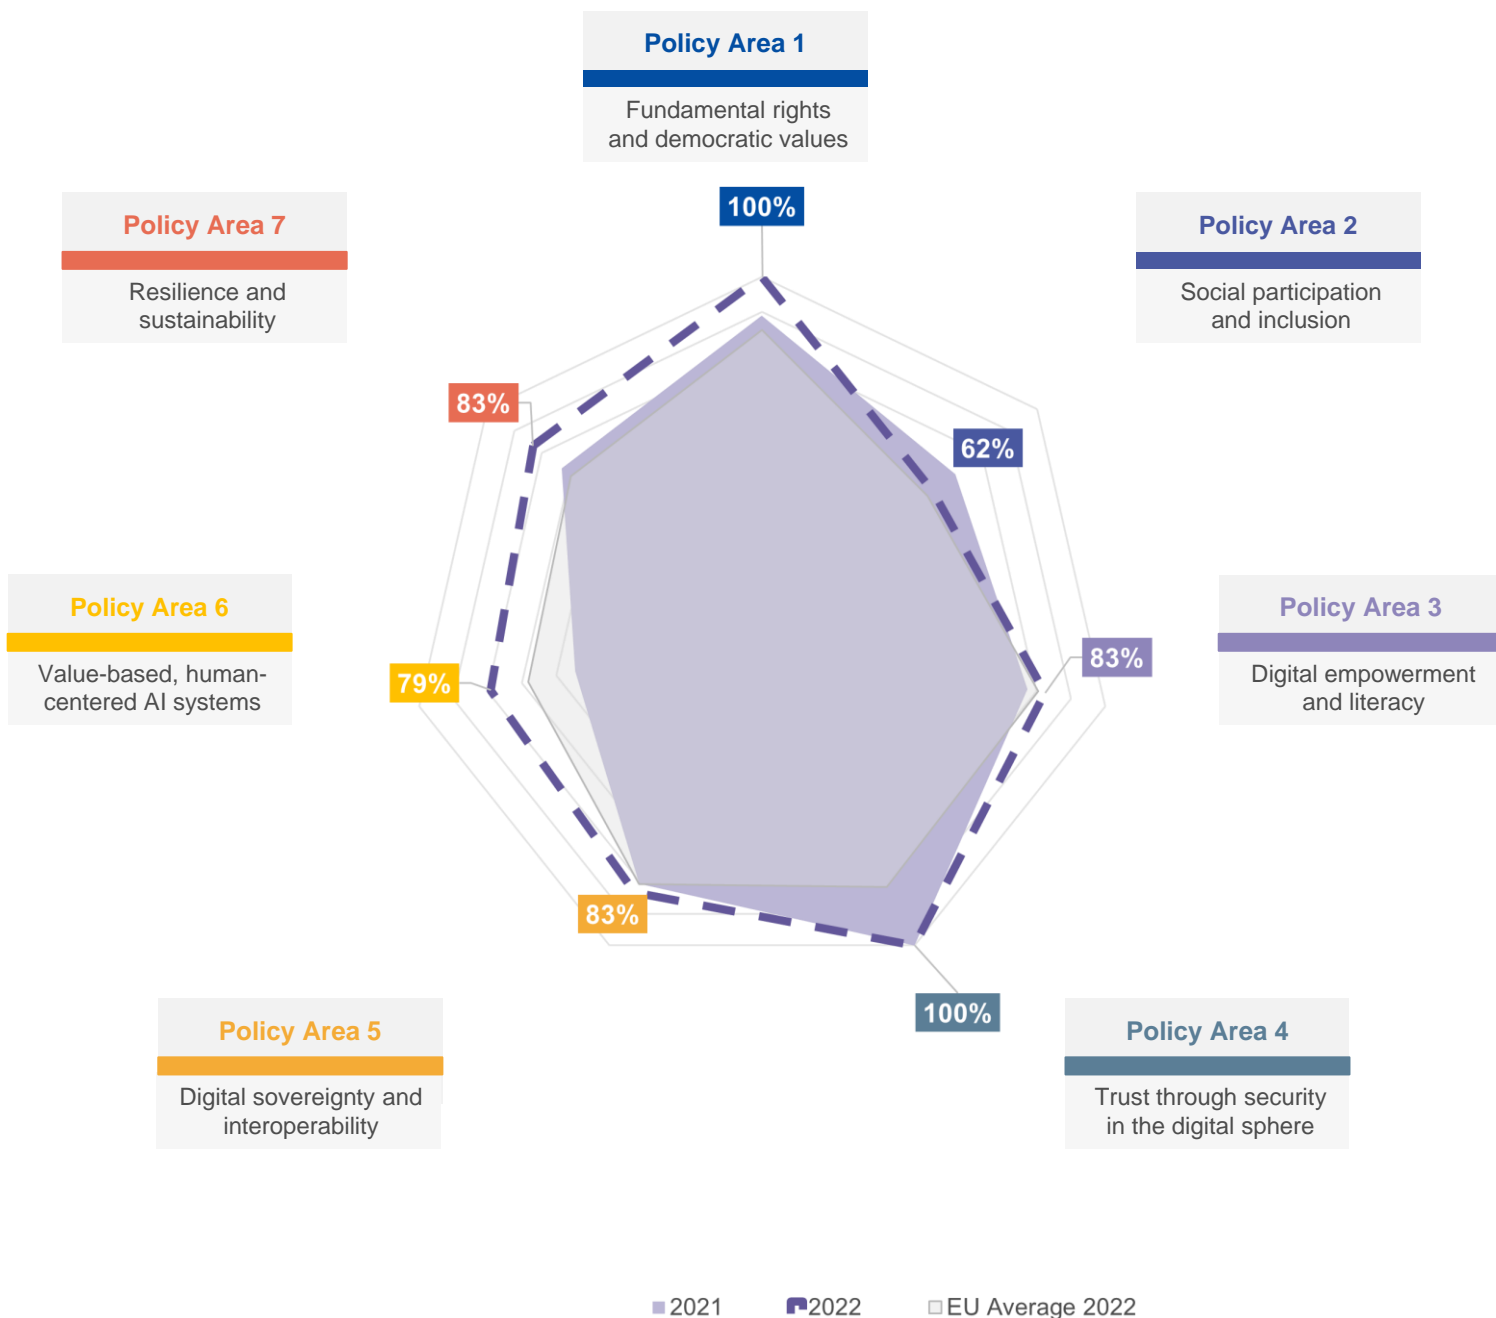 Policy Area 1
Fundamental rights
and democratic values
100%
Policy Area 7
Resilience and
sustainability
Policy Area 2
Social participation
and inclusion
83%
62%
Policy Area 6
Value-based, human-
centered AI systems
79%
Policy Area 3
Digital empowerment
and literacy
83%
83%
100%
Policy Area 5
Digital sovereignty and
interoperability
Policy Area 4
Trust through security
in the digital sphere
2021
2022
EU Average 2022